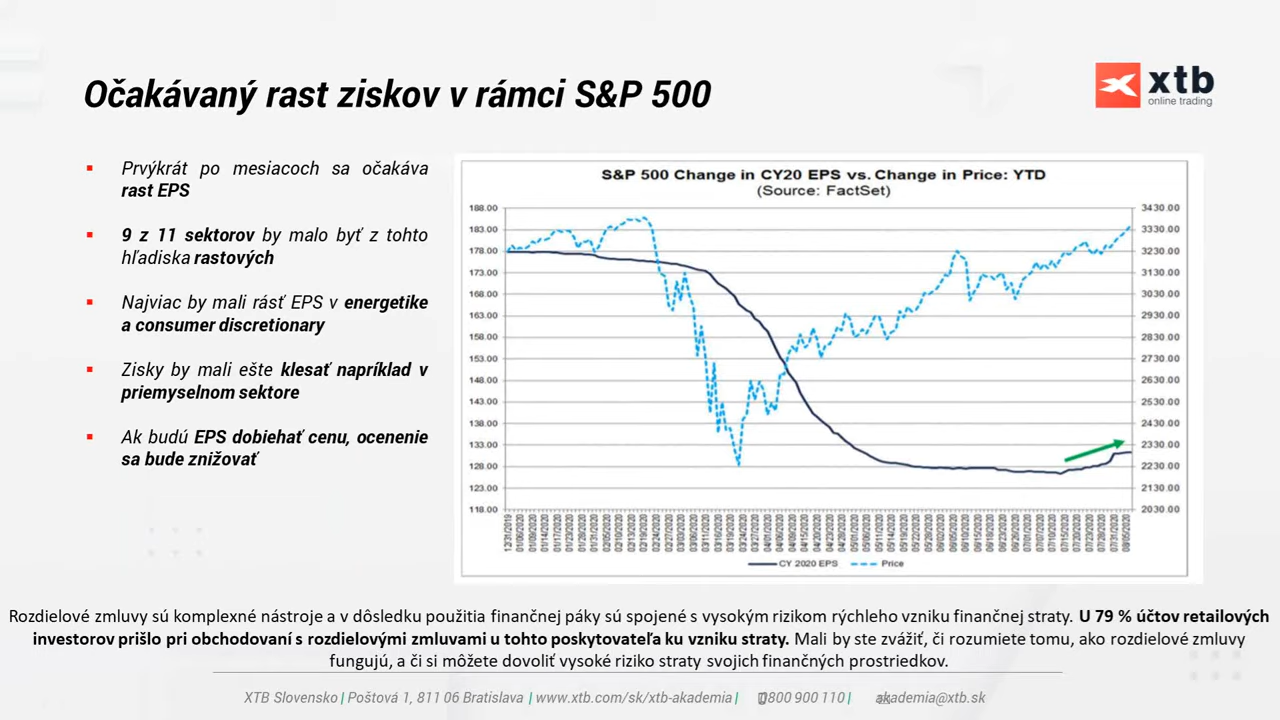 Očakávaný rast ziskov v rámci S&P 500
xtb
online trading
Prvýkrát po mesiacoch sa očakáva
rast EPS
9 z 11 sektorov by malo byť z tohto
hľadiska rastových
Najviac by mali rásť EPS v energetike
a consumer discretionary
Zisky by mali ešte klesať napríklad v
priemyselnom sektore
Ak budú EPS dobiehať cenu, ocenenie
sa bude znižovať
S&P 500 Change in CY20 EPS vs. Change in Price: YTD
(Source: FactSet)
188.00
183.00
178.00
173.00
168.00
163.00
158.00
153.00
148.00
143.00
138.00
133.00
128.00
123.00
118.00
3430.00
3330.00
3230.00
3130.00
3030.00
2930.00
2830.00
2730.00
2630.00
2530.00
2430.00
2330.00
2230.00
2130.00
2030.00
CY 2020 EPS
Price
Rozdielové zmluvy sú komplexné nástroje a v dôsledku použitia finančnej páky sú spojené s vysokým rizikom rýchleho vzniku finančnej straty. U 79 % účtov retailových
investorov prišlo pri obchodovaní s rozdielovými zmluvami u tohto poskytovateľa ku vzniku straty. Mali by ste zvážiť, či rozumiete tomu, ako rozdielové zmluvy
fungujú, a či si môžete dovoliť vysoké riziko straty svojich finančných prostriedkov.
XTB Slovensko | Poštová 1, 811 06 Bratislava | www.xtb.com/sk/xtb-akademia | 0800 900 110 | akademia@xtb.sk